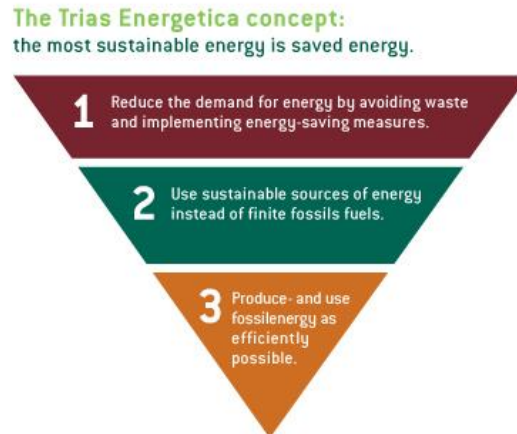 The Trias Energetica concept:
the most sustainable energy is saved energy.
1
Reduce the demand for energy by avoiding waste
and implementing energy-saving measures.
2
Use sustainable sources of energy
instead of finite fossils fuels.
3
Produce- and use
fossilenergy as
efficiently
possible.